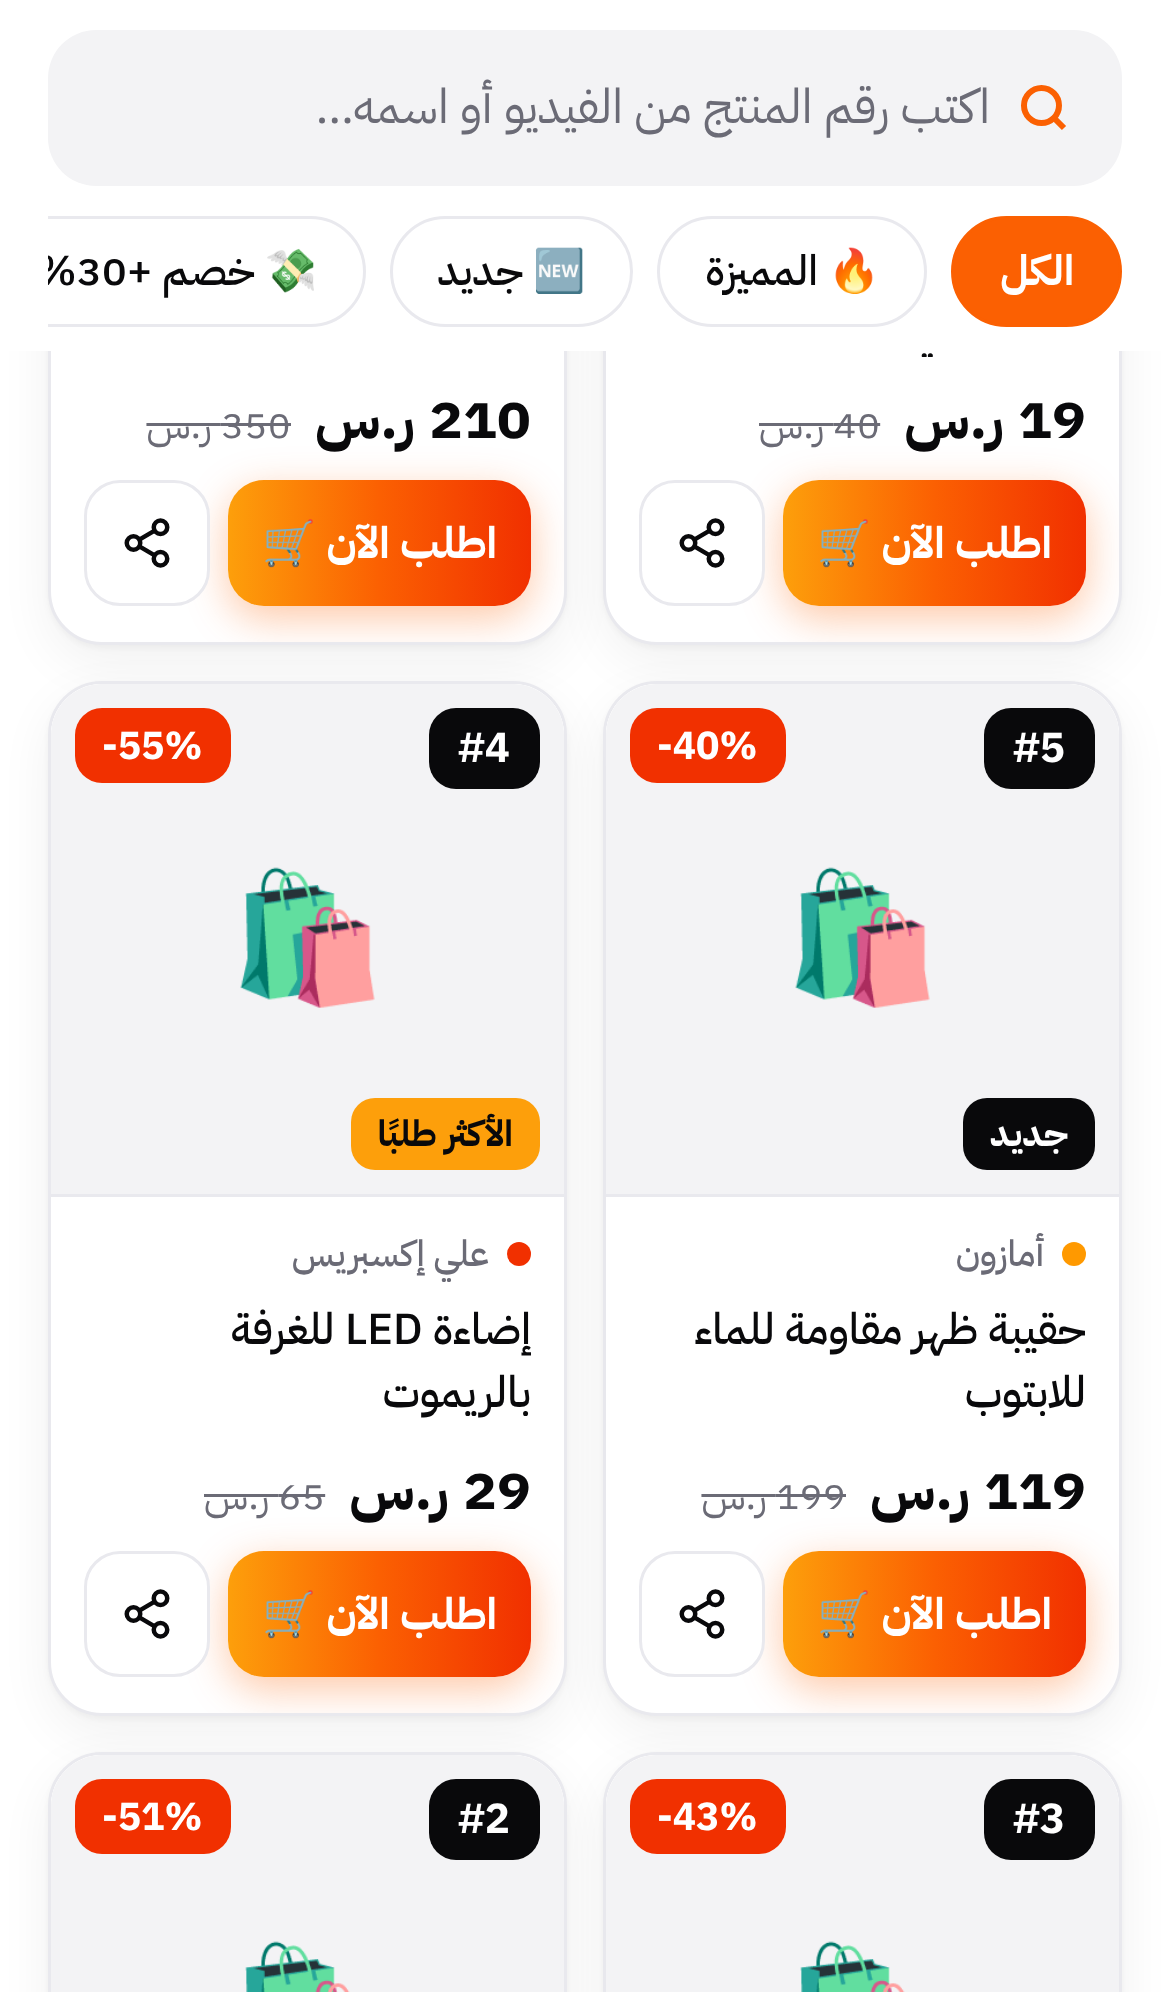 اكتب رقم المنتج من الفيديو أو اسمه...
الكل
🔥 المميزة
🆕 جديد
💸 خصم +30%
19 ر.س 40 ر.س
اطلب الآن 🛒
210 ر.س 350 ر.س
اطلب الآن 🛒
#5
-40%
جديد
أمازون
حقيبة ظهر مقاومة للماء
للابتوب
119 ر.س 199 ر.س
اطلب الآن 🛒
#4
-55%
الأكثر طلبًا
علي إكسبريس
إضاءة LED للغرفة
بالريموت
29 ر.س 65 ر.س
اطلب الآن 🛒
#3
-43%
#2
-51%